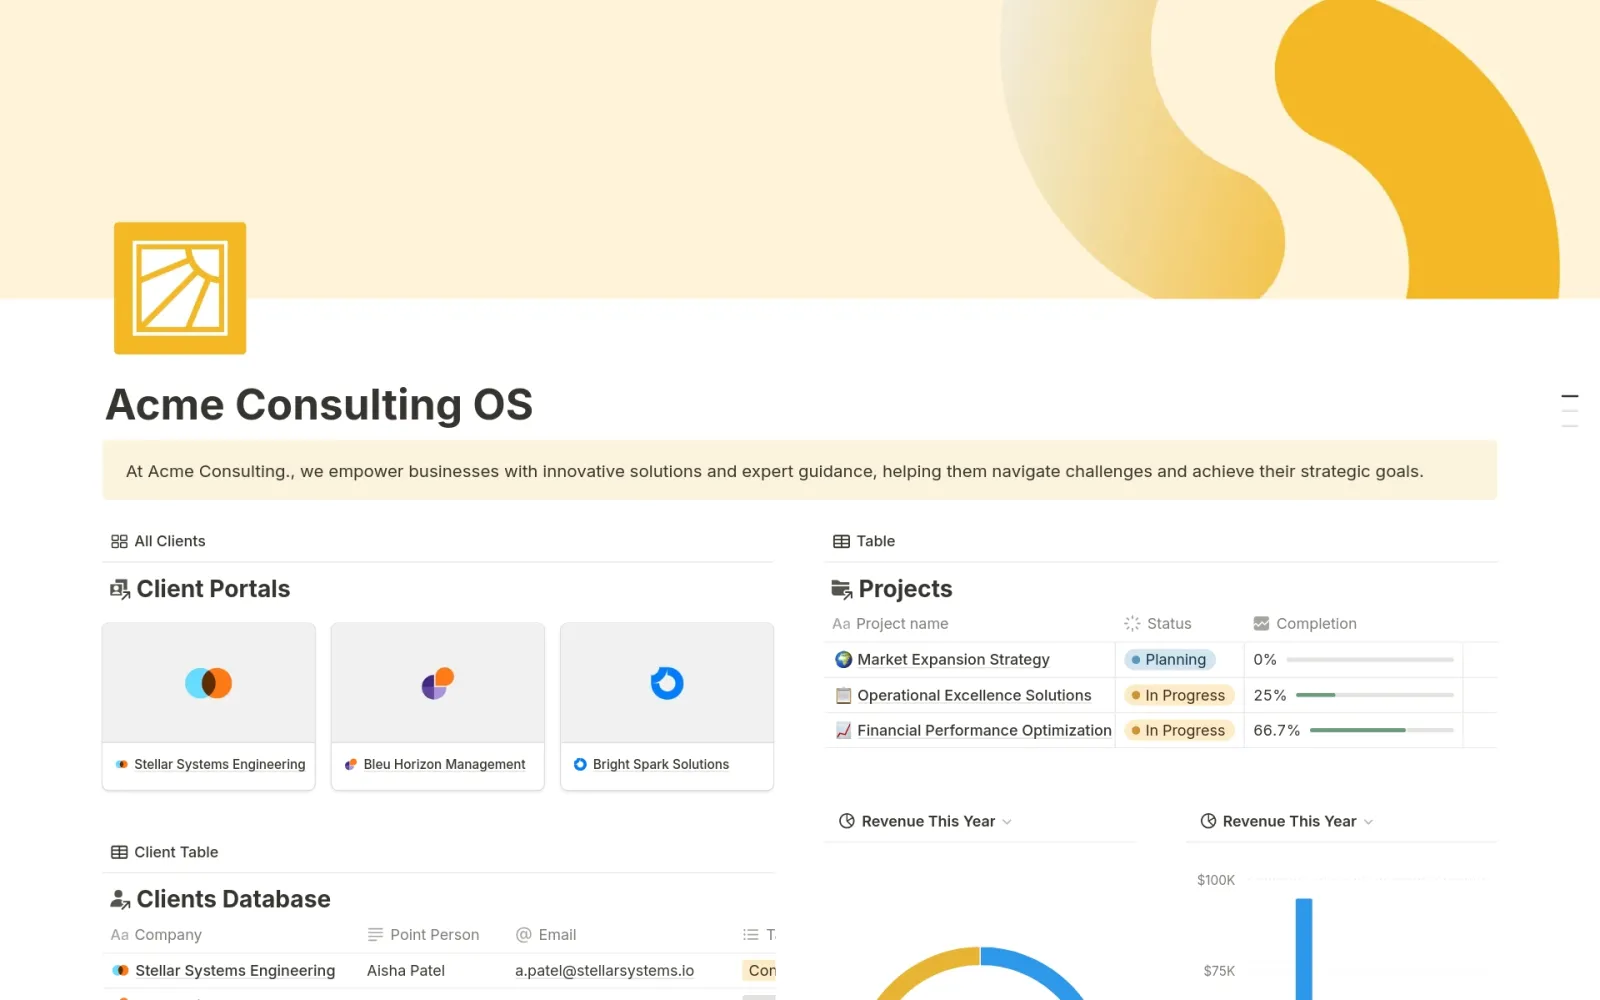 Acme Consulting OS
At Acme Consulting., we empower businesses with innovative solutions and expert guidance, helping them navigate challenges and achieve their strategic goals.
All Clients
Client Portals
Stellar Systems Engineering
Bleu Horizon Management
Bright Spark Solutions
Client Table
Clients Database
Aa Company Point Person @ Email
Stellar Systems Engineering Aisha Patel a.patel@stellarsystems.io Con
Table
Projects
Aa Project name Status Completion
Market Expansion Strategy Planning 0%
Operational Excellence Solutions In Progress 25%
Financial Performance Optimization In Progress 66.7%
Revenue This Year
Revenue This Year
$100K
$75K